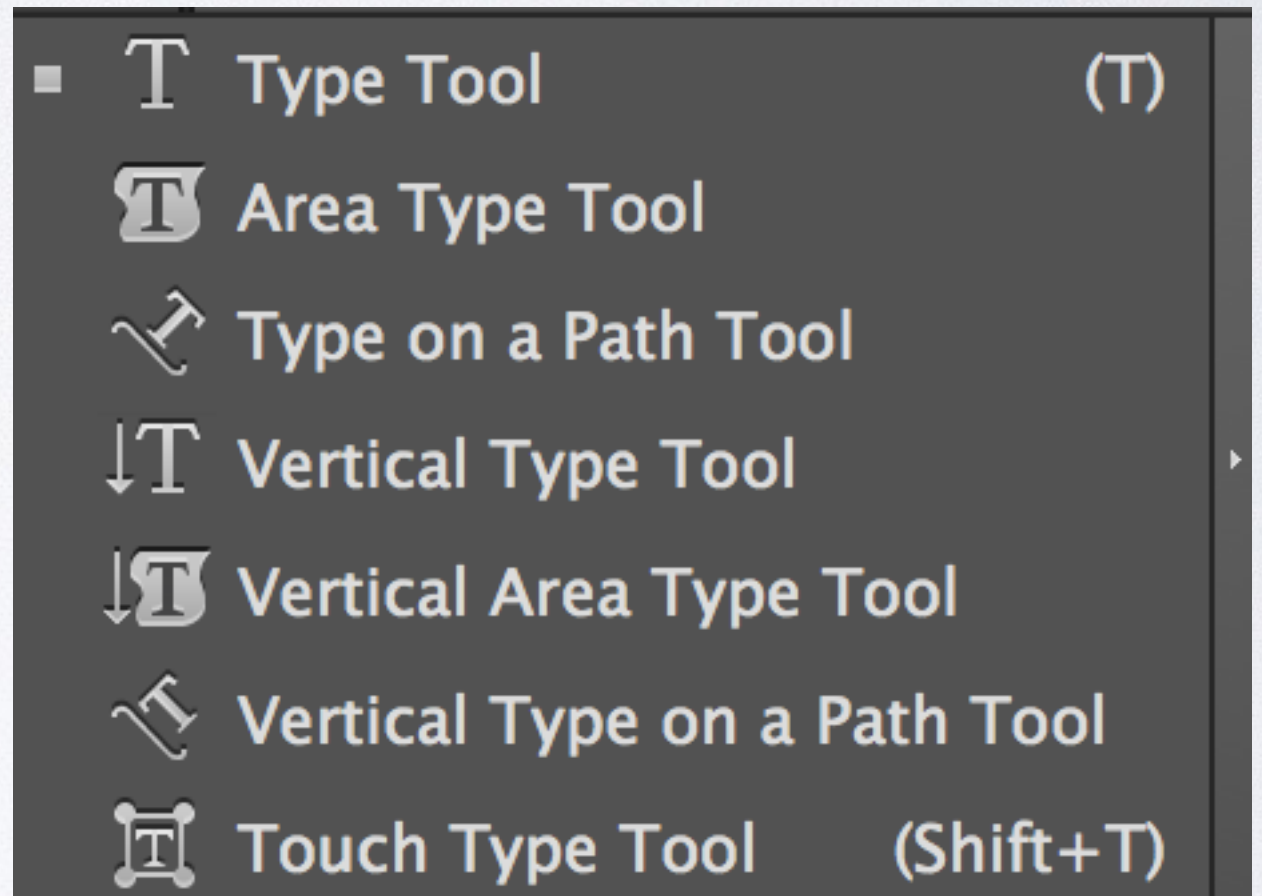 Type Tool (T)
Area Type Tool
Type on a Path Tool
Vertical Type Tool
Vertical Area Type Tool
Vertical Type on a Path Tool
Touch Type Tool (Shift+T)